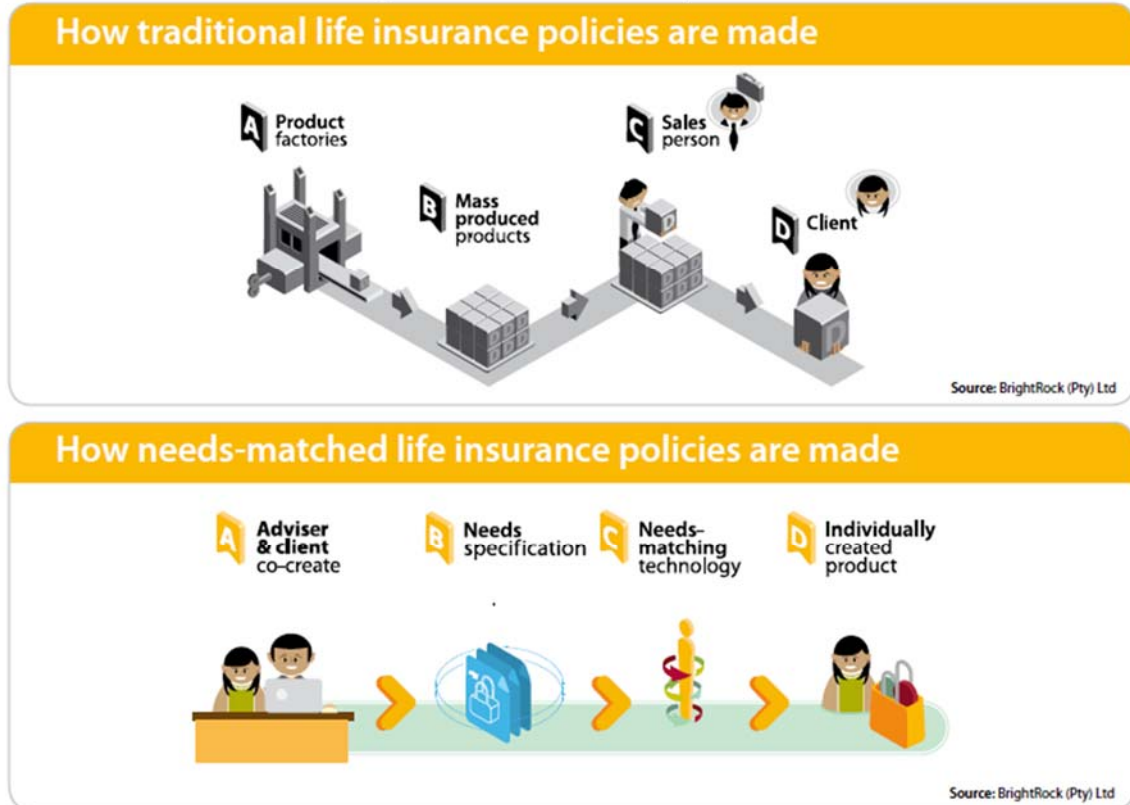 How traditional life insurance policies are made
A Product
factories
B Mass
produced
products
C Sales
person
D Client
D
D D D
D D D
D D D
D D D
D
Source: BrightRock (Pty) Ltd
How needs-matched life insurance policies are made
A Adviser
& client
co-create
B Needs
specification
C Needs-
matching
technology
D Individually
created
product
Source: BrightRock (Pty) Ltd